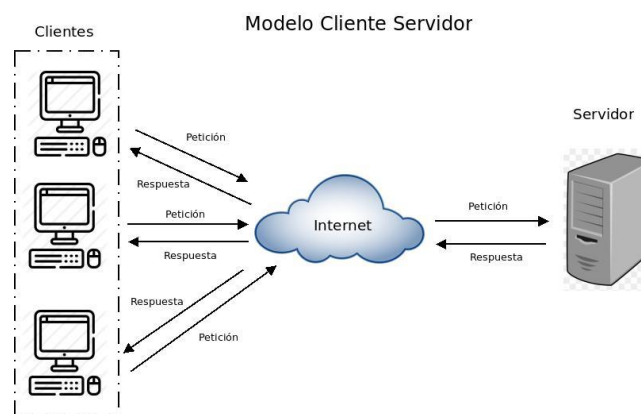 Modelo Cliente Servidor
Clientes
Servidor
Petición
Respuesta
Petición
Respuesta
Internet
Petición
Respuesta
Respuesta
Petición